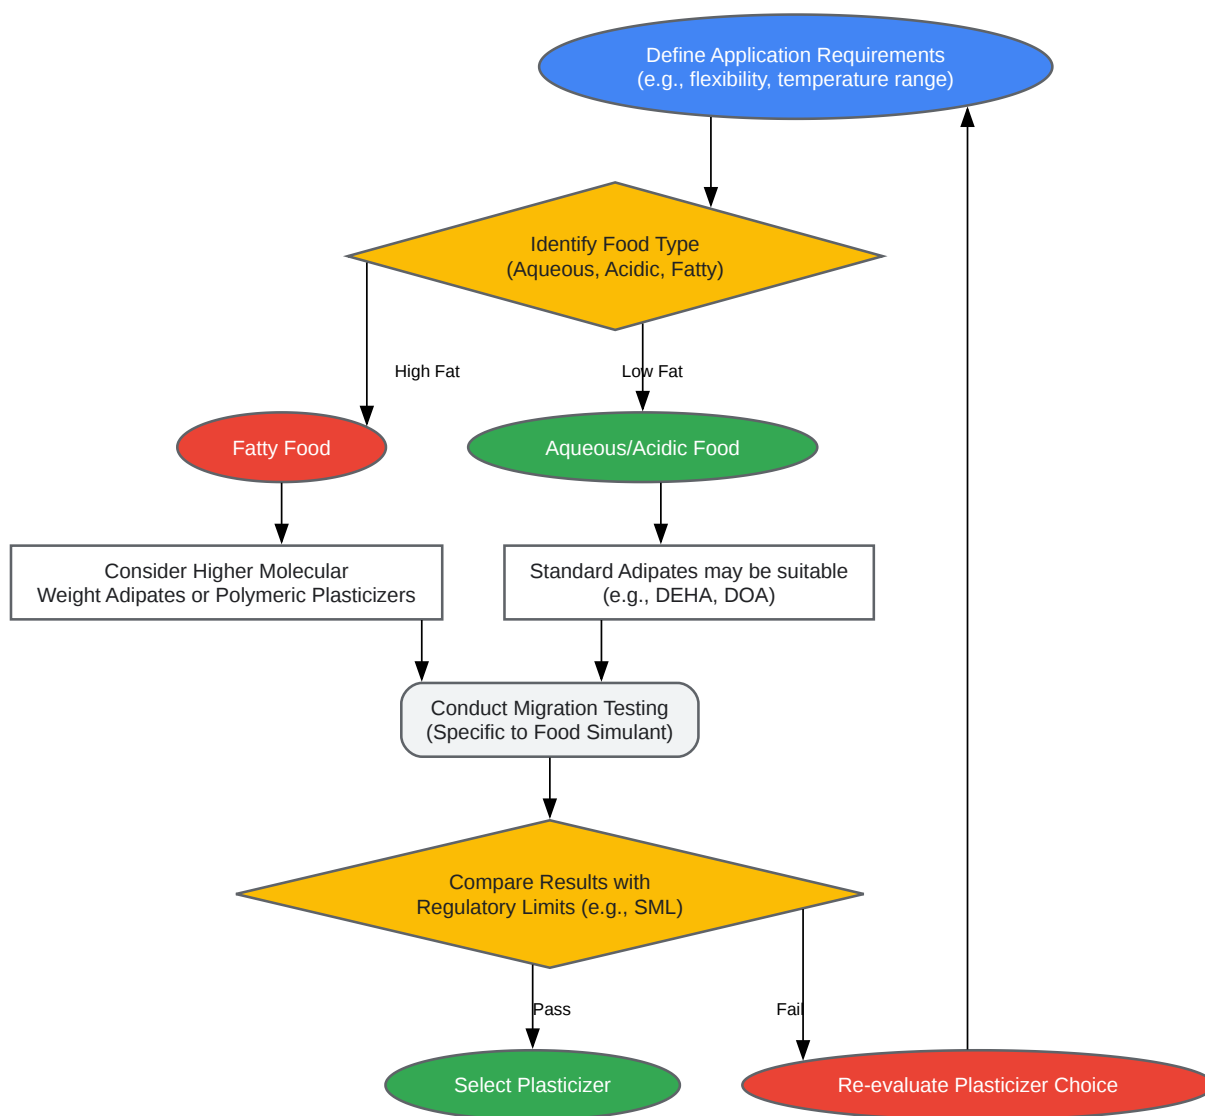 Define Application Requirements
(e.g., flexibility, temperature range)
Identify Food Type
(Aqueous, Acidic, Fatty)
High Fat
Low Fat
Fatty Food
Aqueous/Acidic Food
Consider Higher Molecular
Weight Adipates or Polymeric Plasticizers
Standard Adipates may be suitable
(e.g., DEHA, DOA)
Conduct Migration Testing
(Specific to Food Simulant)
Compare Results with
Regulatory Limits (e.g., SML)
Pass
Fail
Select Plasticizer
Re-evaluate Plasticizer Choice